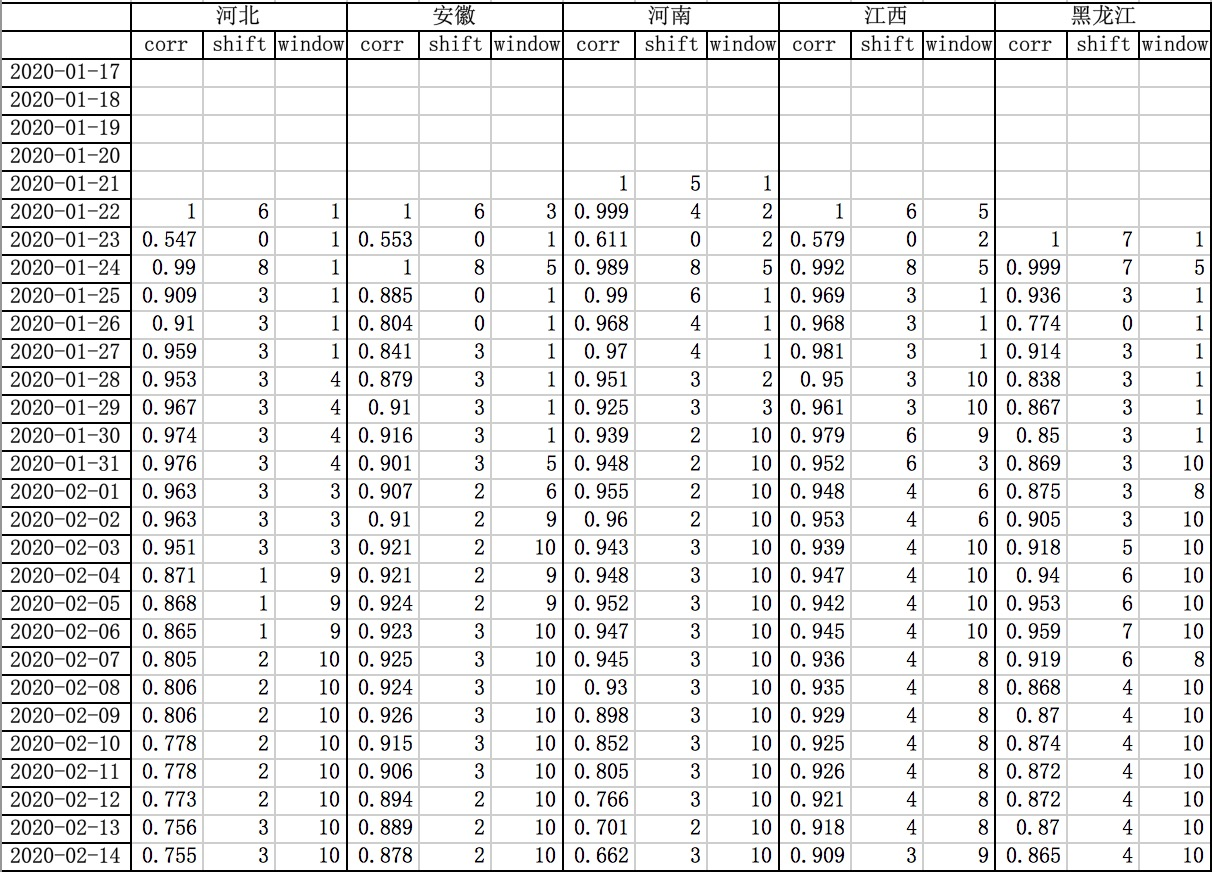 河北 安徽 河南 江西 黑龙江
corr shift window corr shift window corr shift window corr shift window corr shift window
2020-01-17
2020-01-18
2020-01-19
2020-01-20
2020-01-21 1 5 1
2020-01-22 1 6 1 1 6 3 0.999 4 2 1 6 5
2020-01-23 0.547 0 1 0.553 0 1 0.611 0 2 0.579 0 2 1 7 1
2020-01-24 0.99 8 1 1 8 5 0.989 8 5 0.992 8 5 0.999 7 5
2020-01-25 0.909 3 1 0.885 0 1 0.99 6 1 0.969 3 1 0.936 3 1
2020-01-26 0.91 3 1 0.804 0 1 0.968 4 1 0.968 3 1 0.774 0 1
2020-01-27 0.959 3 1 0.841 3 1 0.97 4 1 0.981 3 1 0.914 3 1
2020-01-28 0.953 3 4 0.879 3 1 0.951 3 2 0.95 3 10 0.838 3 1
2020-01-29 0.967 3 4 0.91 3 1 0.925 3 3 0.961 3 10 0.867 3 1
2020-01-30 0.974 3 4 0.916 3 1 0.939 2 10 0.979 6 9 0.85 3 1
2020-01-31 0.976 3 4 0.901 3 5 0.948 2 10 0.952 6 3 0.869 3 10
2020-02-01 0.963 3 3 0.907 2 6 0.955 2 10 0.948 4 6 0.875 3 8
2020-02-02 0.963 3 3 0.91 2 9 0.96 2 10 0.953 4 6 0.905 3 10
2020-02-03 0.951 3 3 0.921 2 10 0.943 3 10 0.939 4 10 0.918 5 10
2020-02-04 0.871 1 9 0.921 2 9 0.948 3 10 0.947 4 10 0.94 6 10
2020-02-05 0.868 1 9 0.924 2 9 0.952 3 10 0.942 4 10 0.953 6 10
2020-02-06 0.865 1 9 0.923 3 10 0.947 3 10 0.945 4 10 0.959 7 10
2020-02-07 0.805 2 10 0.925 3 10 0.945 3 10 0.936 4 8 0.919 6 8
2020-02-08 0.806 2 10 0.924 3 10 0.93 3 10 0.935 4 8 0.868 4 10
2020-02-09 0.806 2 10 0.926 3 10 0.898 3 10 0.929 4 8 0.87 4 10
2020-02-10 0.778 2 10 0.915 3 10 0.852 3 10 0.925 4 8 0.874 4 10
2020-02-11 0.778 2 10 0.906 3 10 0.805 3 10 0.926 4 8 0.872 4 10
2020-02-12 0.773 2 10 0.894 2 10 0.766 3 10 0.921 4 8 0.872 4 10
2020-02-13 0.756 3 10 0.889 2 10 0.701 2 10 0.918 4 8 0.87 4 10
2020-02-14 0.755 3 10 0.878 2 10 0.662 3 10 0.909 3 9 0.865 4 10